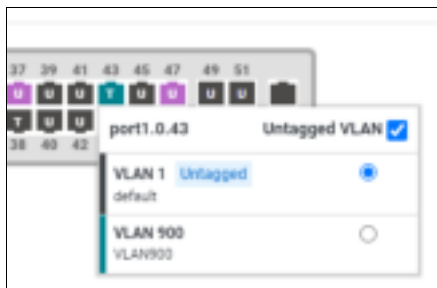 37 39 41 43 45 47 49 51
U U U T U U U U
T U U
38 40 42
port1.0.43 Untagged VLAN
VLAN 1 Untagged
default
VLAN 900
VLAN900